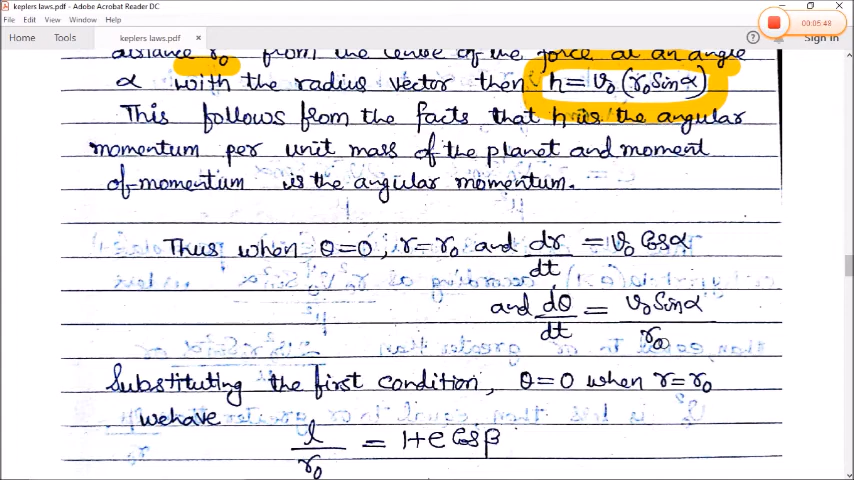 keplers laws.pdf - Adobe Acrobat Reader DC
File Edit View Window Help
Home Tools keplers laws.pdf × Sign In
00:05:48
distance r₀ from the centre of the force at an angle
α with the radius vector then h = v₀ (r₀ Sinα)
This follows from the facts that h is the angular
momentum per unit mass of the planet and moment
of-momentum is the angular momentum.
Thus when θ=0, r=r₀ and dr/dt = v₀ Cosα
and dθ/dt = v₀ Sinα/r₀
Substituting the first condition, θ=0 when r=r₀
we have
l/r₀ = 1+e Cosβ